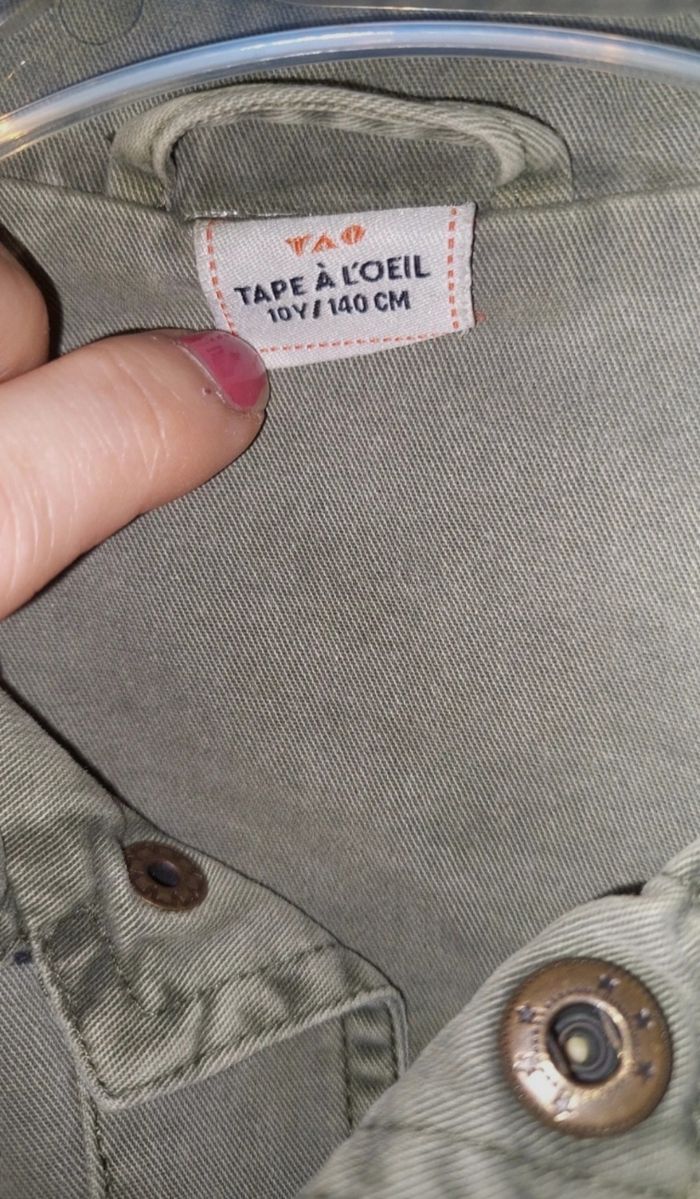 TAO
TAPE À L'OEIL
10Y/140 CM